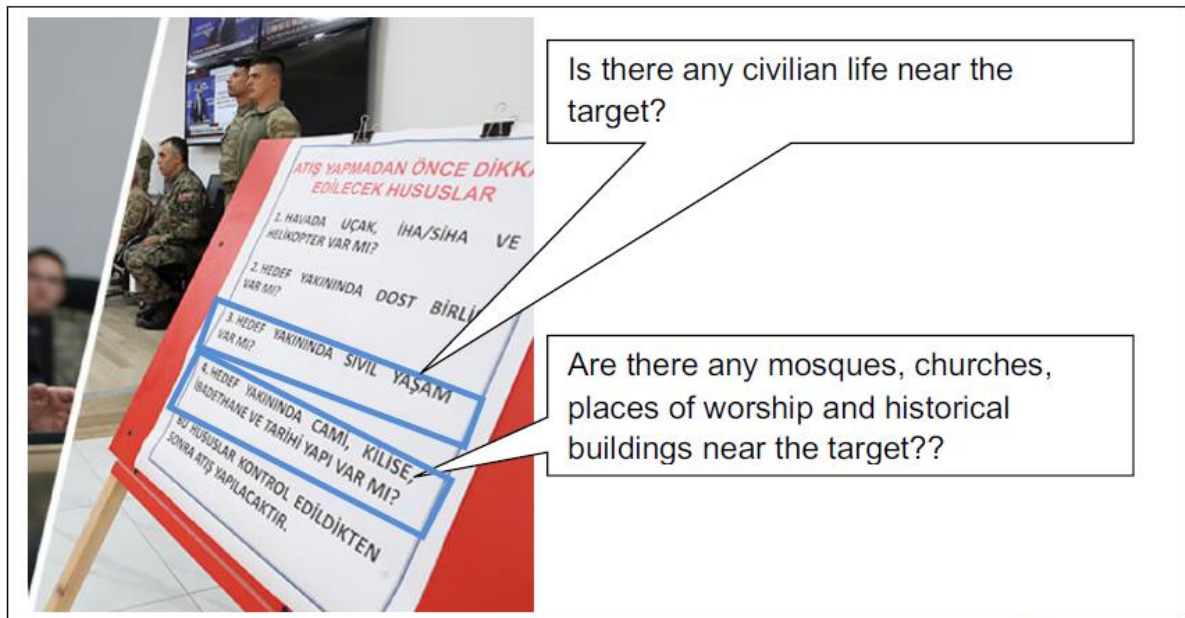 ATIŞ YAPMADAN ÖNCE
EDİLECEK HUSUSLAR
1. HAVADA UÇAK, İHA/SİHA VE
HELİKOPTER VAR MI?
2. HEDEF YAKININDA DOST
VAR MI?
3. HEDEF YAKININDA SİVİL YAŞAM
VAR MI?
4. HEDEF YAKININDA CAMİ, KİLİSE,
İBADETHANE VE TARİHİ YAPI VAR MI?
BU HUSUSLAR KONTROL EDİLDİKTEN
SONRA ATIŞ YAPILACAKTIR.
Is there any civilian life near the
target?
Are there any mosques, churches,
places of worship and historical
buildings near the target??